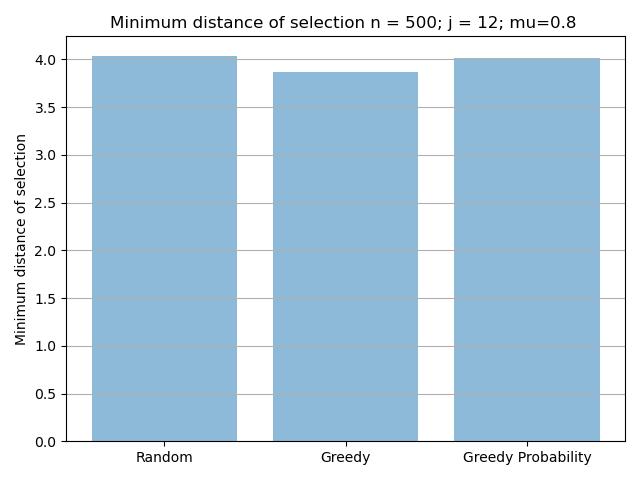 Minimum distance of selection n = 500; j = 12; mu=0.8
Minimum distance of selection
4.0
3.5
3.0
2.5
2.0
1.5
1.0
0.5
0.0
Random
Greedy
Greedy Probability